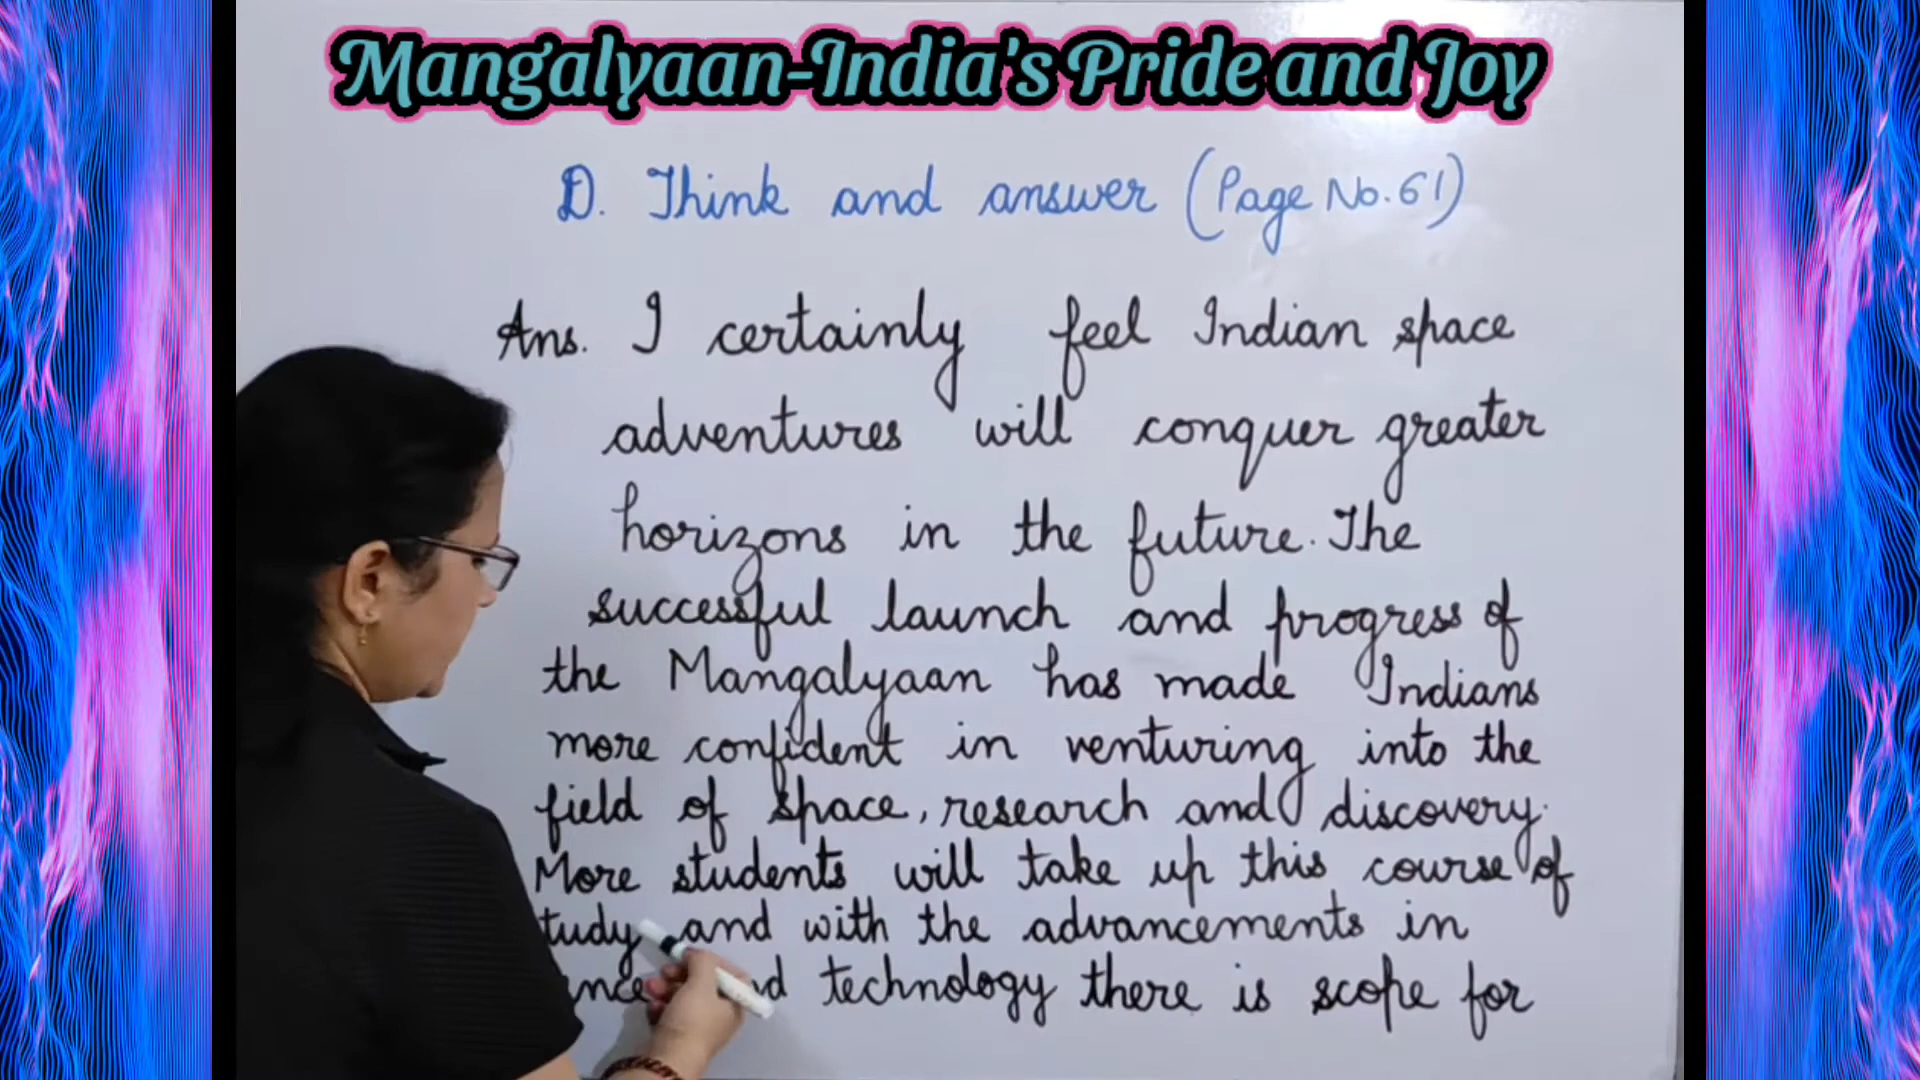 Mangalyaan-India's Pride and Joy
D. Think and answer (Page No. 61)
Ans. I certainly feel Indian space
adventures will conquer greater
horizons in the future. The
successful launch and progress of
the Mangalyaan has made Indians
more confident in venturing into the
field of space, research and discovery.
More students will take up this course of
tudy and with the advancements in
technology there is scope for